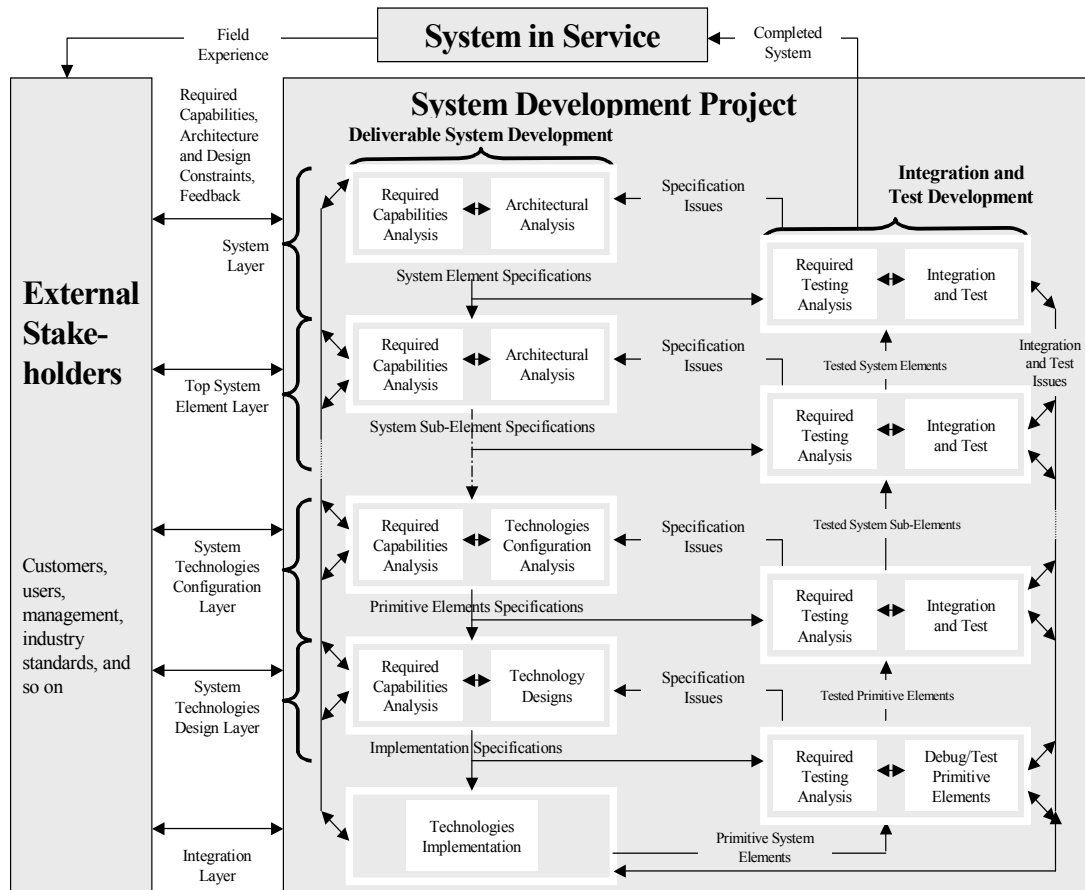 System in Service
Field
Experience
Completed
System
External
Stake-
holders
Customers,
users,
management,
industry
standards, and
so on
Required
Capabilities,
Architecture
and Design
Constraints,
Feedback
System
Layer
Top System
Element Layer
System
Technologies
Configuration
Layer
System
Technologies
Design Layer
Integration
Layer
System Development Project
Deliverable System Development
Integration and
Test Development
Required
Capabilities
Analysis
Architectural
Analysis
Specification
Issues
System Element Specifications
Required
Testing
Analysis
Integration
and Test
Required
Capabilities
Analysis
Architectural
Analysis
Specification
Issues
Tested System Elements
Integration
and Test
Issues
System Sub-Element Specifications
Required
Testing
Analysis
Integration
and Test
Required
Capabilities
Analysis
Technologies
Configuration
Analysis
Specification
Issues
Tested System Sub-Elements
Primitive Elements Specifications
Required
Testing
Analysis
Integration
and Test
Required
Capabilities
Analysis
Technology
Designs
Specification
Issues
Tested Primitive Elements
Implementation Specifications
Required
Testing
Analysis
Debug/Test
Primitive
Elements
Technologies
Implementation
Primitive System
Elements